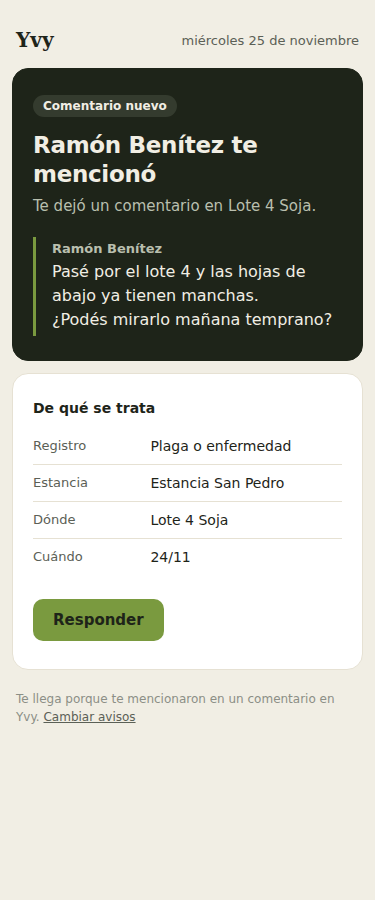 Yvy
miércoles 25 de noviembre
Comentario nuevo
Ramón Benítez te
mencionó
Te dejó un comentario en Lote 4 Soja.
Ramón Benítez
Pasé por el lote 4 y las hojas de
abajo ya tienen manchas.
¿Podés mirarlo mañana temprano?
De qué se trata
Registro
Plaga o enfermedad
Estancia
Estancia San Pedro
Dónde
Lote 4 Soja
Cuándo
24/11
Responder
Te llega porque te mencionaron en un comentario en
Yvy. Cambiar avisos